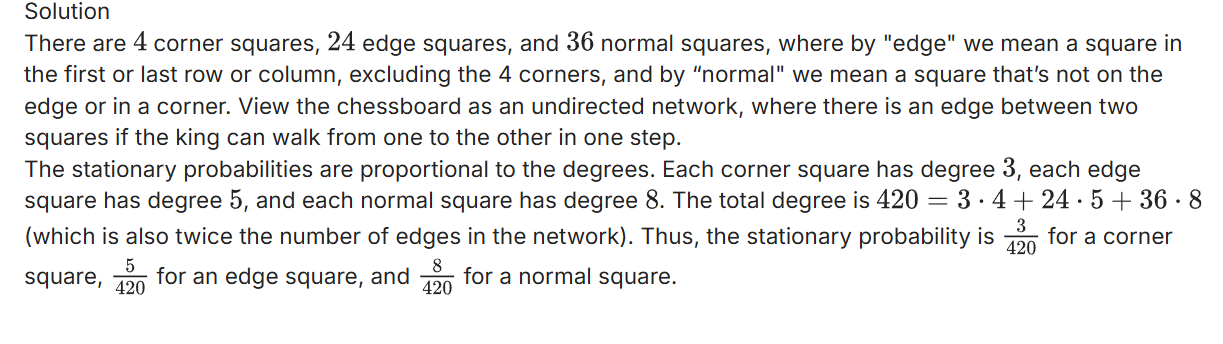 Solution
There are 4 corner squares, 24 edge squares, and 36 normal squares, where by "edge" we mean a square in
the first or last row or column, excluding the 4 corners, and by “normal" we mean a square that’s not on the
edge or in a corner. View the chessboard as an undirected network, where there is an edge between two
squares if the king can walk from one to the other in one step.
The stationary probabilities are proportional to the degrees. Each corner square has degree 3, each edge
square has degree 5, and each normal square has degree 8. The total degree is 420 = 3 · 4 + 24 · 5 + 36 · 8
(which is also twice the number of edges in the network). Thus, the stationary probability is 3/420 for a corner
square, 5/420 for an edge square, and 8/420 for a normal square.